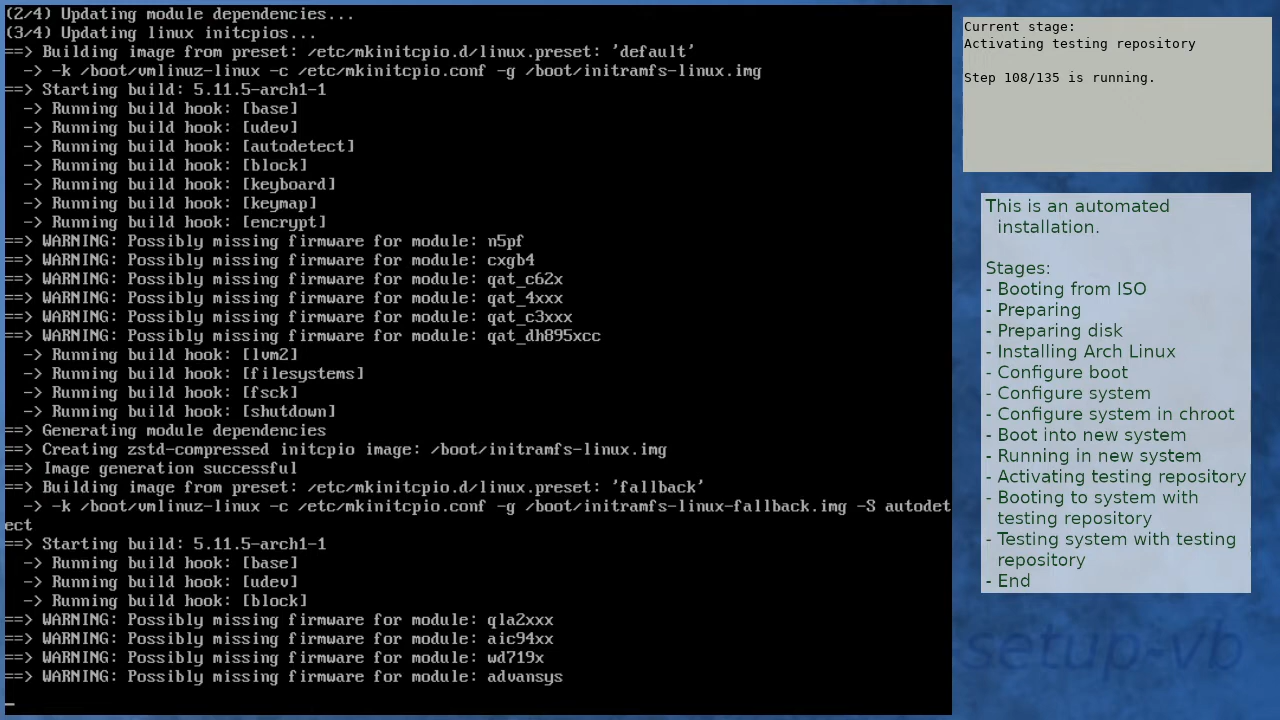 (2/4) Updating module dependencies...
(3/4) Updating linux initcpios...
==> Building image from preset: /etc/mkinitcpio.d/linux.preset: 'default'
  -> -k /boot/vmlinuz-linux -c /etc/mkinitcpio.conf -g /boot/initramfs-linux.img
==> Starting build: 5.11.5-arch1-1
  -> Running build hook: [base]
  -> Running build hook: [udev]
  -> Running build hook: [autodetect]
  -> Running build hook: [block]
  -> Running build hook: [keyboard]
  -> Running build hook: [keymap]
  -> Running build hook: [encrypt]
==> WARNING: Possibly missing firmware for module: n5pf
==> WARNING: Possibly missing firmware for module: cxgb4
==> WARNING: Possibly missing firmware for module: qat_c62x
==> WARNING: Possibly missing firmware for module: qat_4xxx
==> WARNING: Possibly missing firmware for module: qat_c3xxx
==> WARNING: Possibly missing firmware for module: qat_dh895xcc
  -> Running build hook: [lvm2]
  -> Running build hook: [filesystems]
  -> Running build hook: [fsck]
  -> Running build hook: [shutdown]
==> Generating module dependencies
==> Creating zstd-compressed initcpio image: /boot/initramfs-linux.img
==> Image generation successful
==> Building image from preset: /etc/mkinitcpio.d/linux.preset: 'fallback'
  -> -k /boot/vmlinuz-linux -c /etc/mkinitcpio.conf -g /boot/initramfs-linux-fallback.img -S autodet
ect
==> Starting build: 5.11.5-arch1-1
  -> Running build hook: [base]
  -> Running build hook: [udev]
  -> Running build hook: [block]
==> WARNING: Possibly missing firmware for module: qla2xxx
==> WARNING: Possibly missing firmware for module: aic94xx
==> WARNING: Possibly missing firmware for module: wd719x
==> WARNING: Possibly missing firmware for module: advansys
_
Current stage:
Activating testing repository
Step 108/135 is running.
This is an automated
installation.
Stages:
- Booting from ISO
- Preparing
- Preparing disk
- Installing Arch Linux
- Configure boot
- Configure system
- Configure system in chroot
- Boot into new system
- Running in new system
- Activating testing repository
- Booting to system with
testing repository
- Testing system with testing
repository
- End
setup-vb